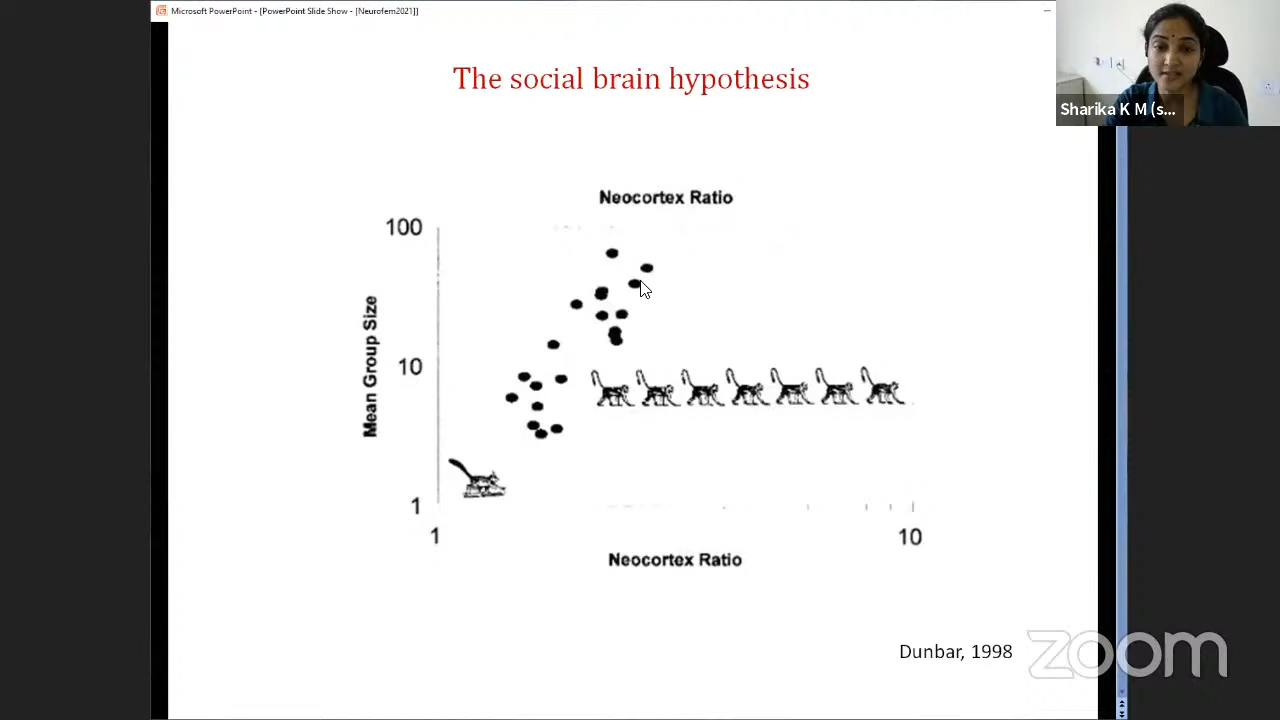 Microsoft PowerPoint - [PowerPoint Slide Show - [Neurofem2021]]
The social brain hypothesis
Sharika K M (s...
Neocortex Ratio
100
Mean Group Size
10
1
1
10
Neocortex Ratio
Dunbar, 1998
zoom